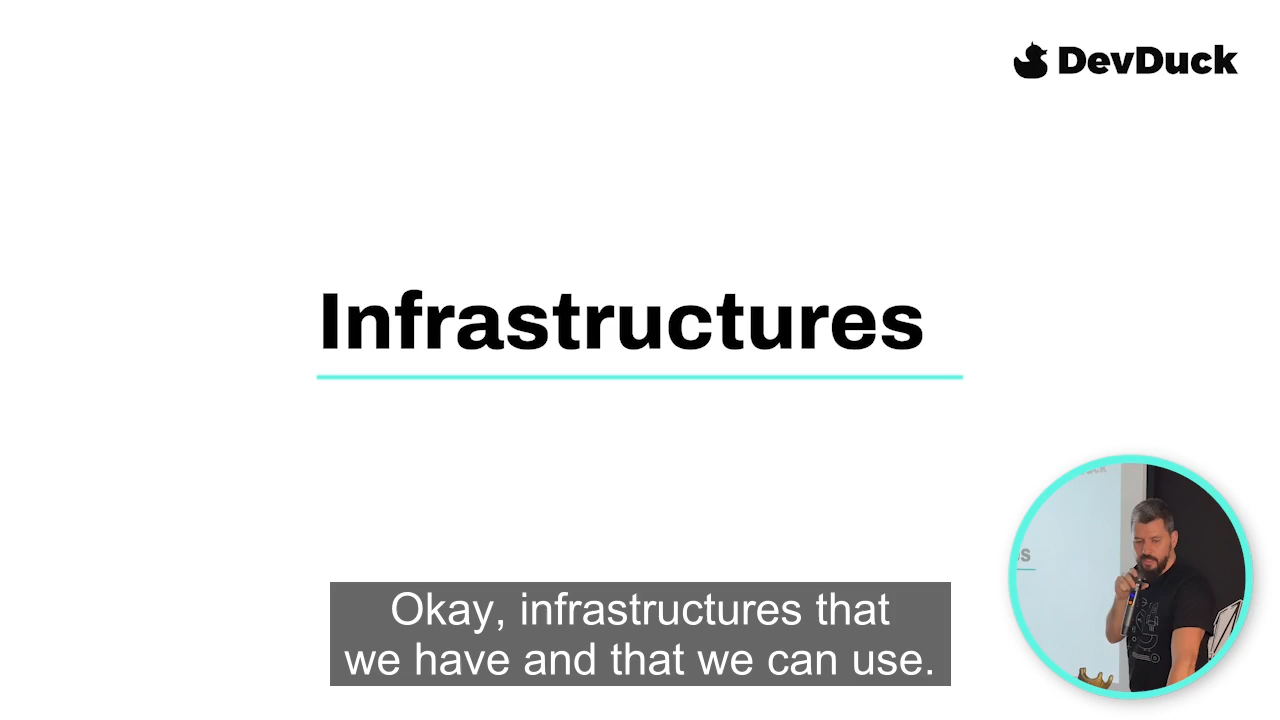 DevDuck
Infrastructures
Okay, infrastructures that
we have and that we can use.